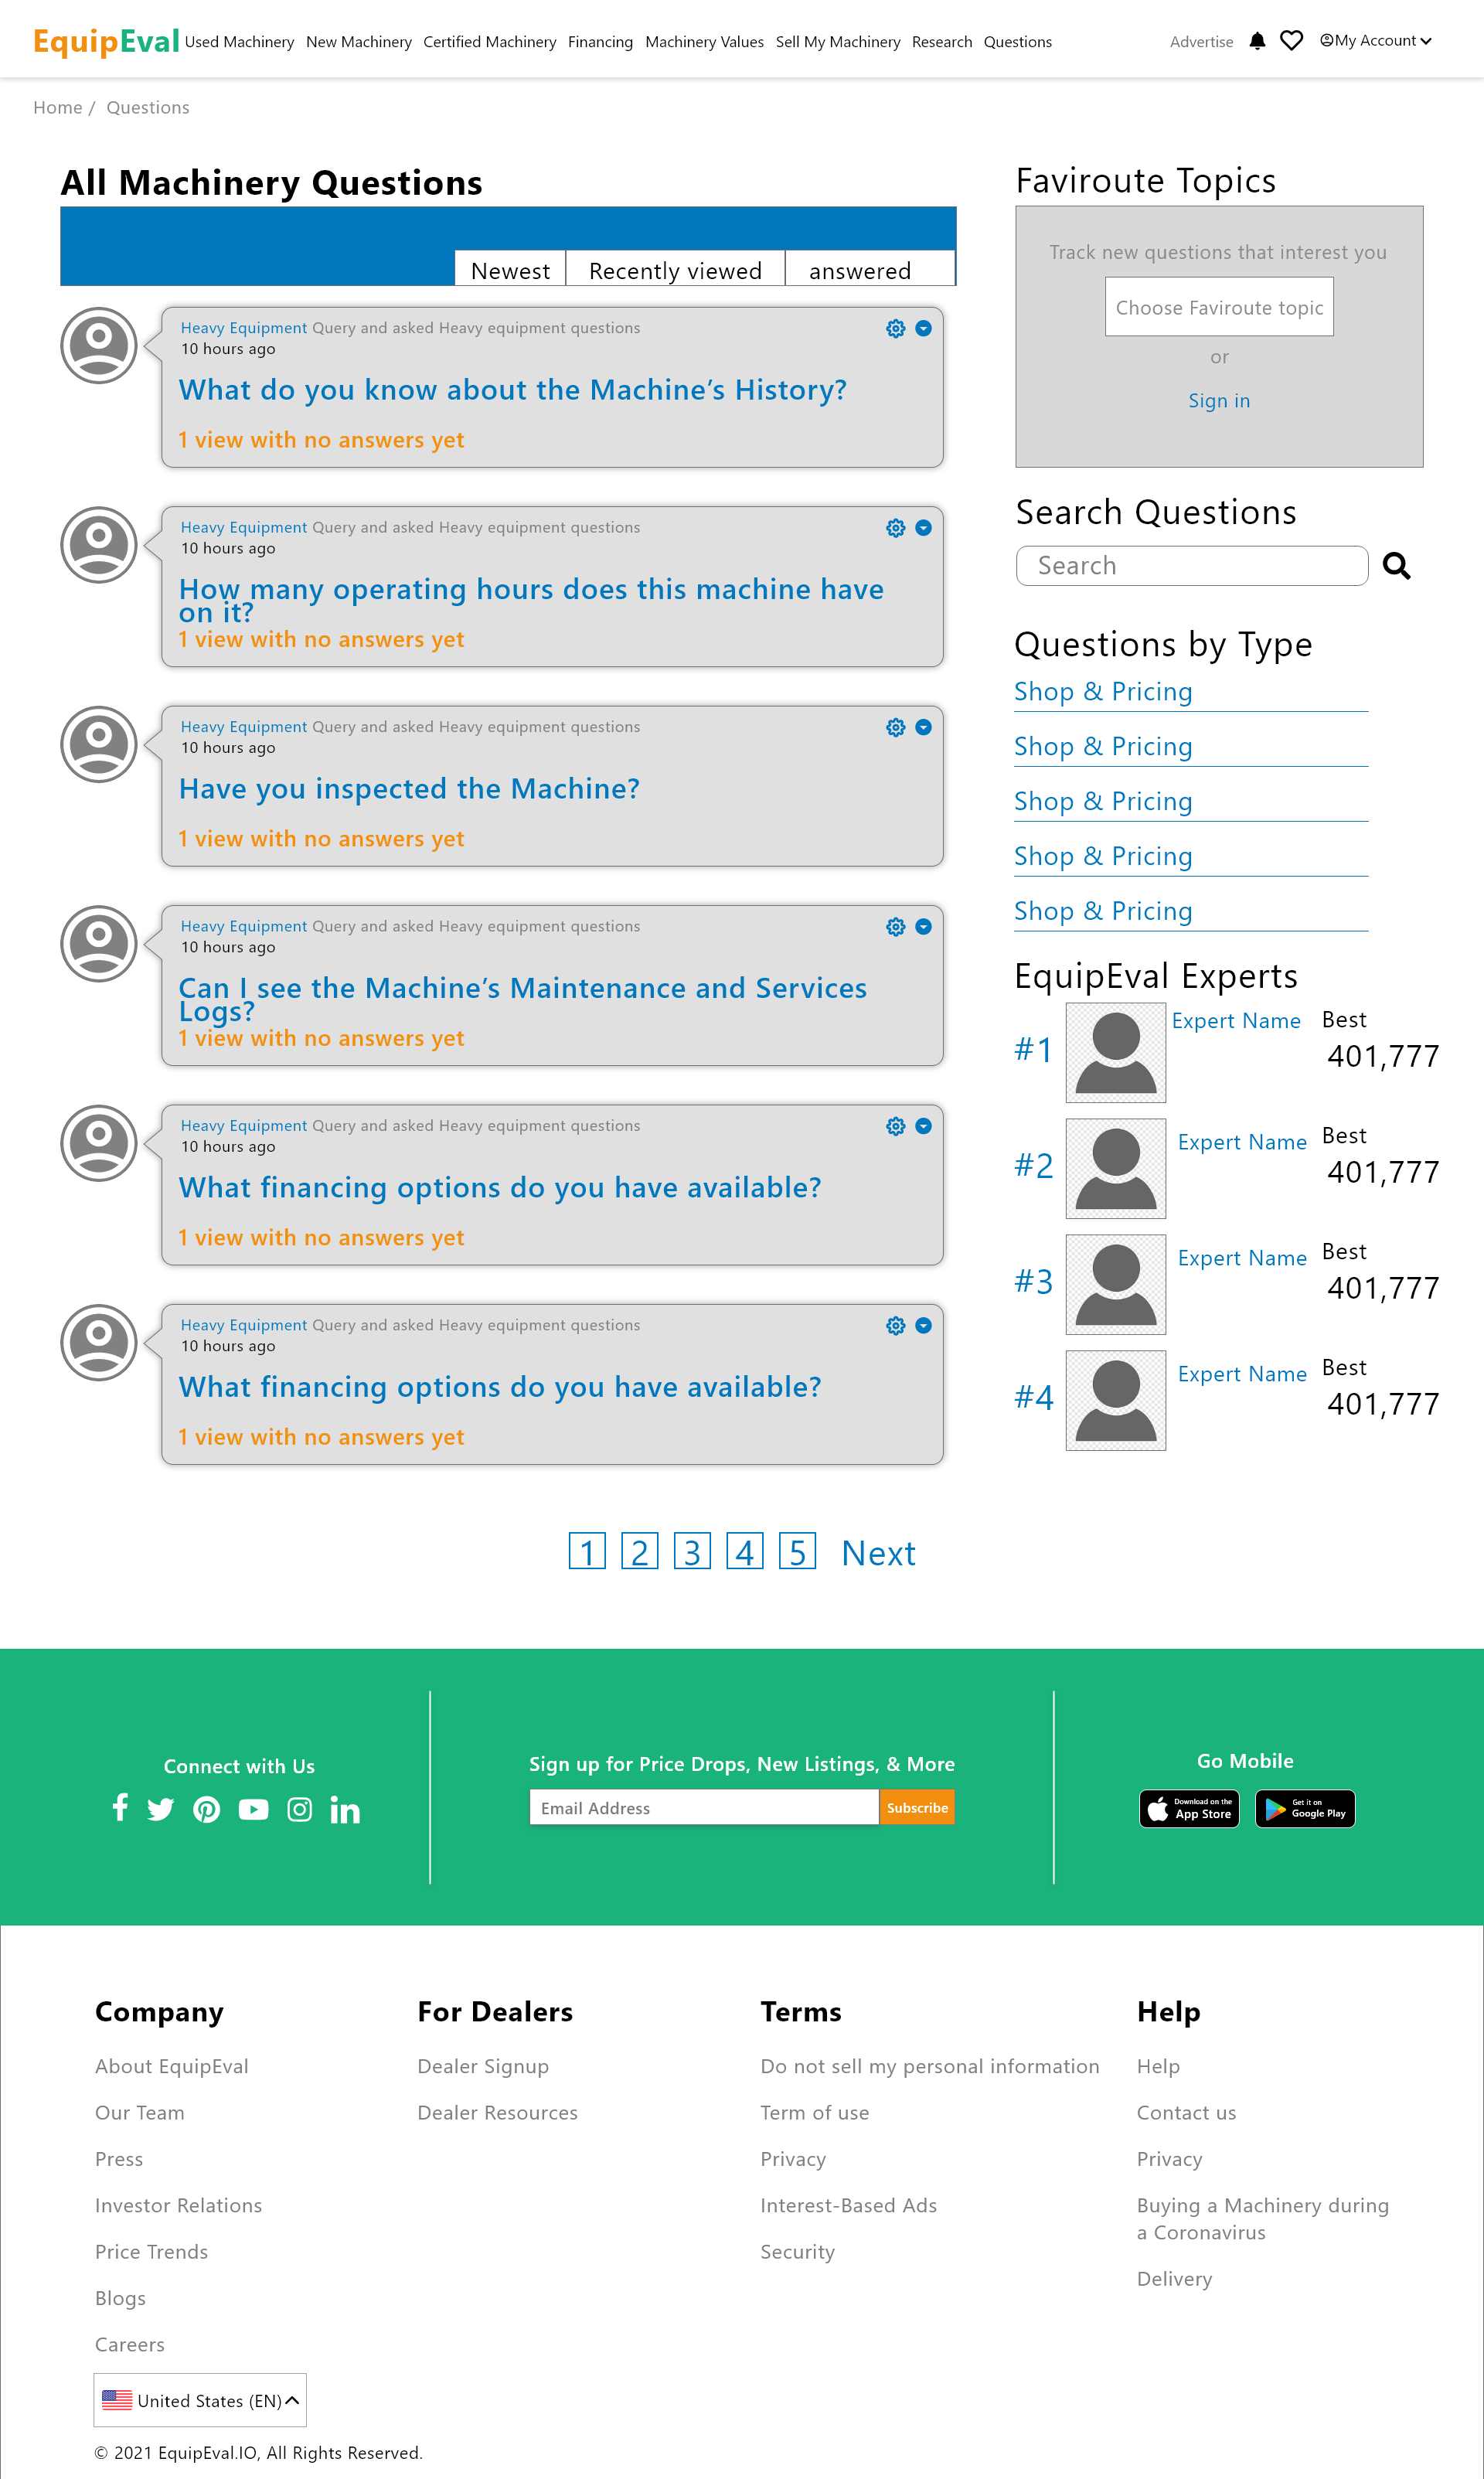 EquipEval Used Machinery New Machinery Certified Machinery Financing Machinery Values Sell My Machinery Research Questions Advertise My Account
Home / Questions
All Machinery Questions
Newest Recently viewed answered
Heavy Equipment Query and asked Heavy equipment questions
10 hours ago
What do you know about the Machine’s History?
1 view with no answers yet
Heavy Equipment Query and asked Heavy equipment questions
10 hours ago
How many operating hours does this machine have
on it?
1 view with no answers yet
Heavy Equipment Query and asked Heavy equipment questions
10 hours ago
Have you inspected the Machine?
1 view with no answers yet
Heavy Equipment Query and asked Heavy equipment questions
10 hours ago
Can I see the Machine’s Maintenance and Services
Logs?
1 view with no answers yet
Heavy Equipment Query and asked Heavy equipment questions
10 hours ago
What financing options do you have available?
1 view with no answers yet
Heavy Equipment Query and asked Heavy equipment questions
10 hours ago
What financing options do you have available?
1 view with no answers yet
Faviroute Topics
Track new questions that interest you
Choose Faviroute topic
or
Sign in
Search Questions
Search
Questions by Type
Shop & Pricing
Shop & Pricing
Shop & Pricing
Shop & Pricing
Shop & Pricing
EquipEval Experts
#1 Expert Name Best
401,777
#2 Expert Name Best
401,777
#3 Expert Name Best
401,777
#4 Expert Name Best
401,777
1 2 3 4 5 Next
Connect with Us
Sign up for Price Drops, New Listings, & More
Email Address Subscribe
Go Mobile
Download on the
App Store
Get it on
Google Play
Company
About EquipEval
Our Team
Press
Investor Relations
Price Trends
Blogs
Careers
For Dealers
Dealer Signup
Dealer Resources
Terms
Do not sell my personal information
Term of use
Privacy
Interest-Based Ads
Security
Help
Help
Contact us
Privacy
Buying a Machinery during
a Coronavirus
Delivery
United States (EN)
© 2021 EquipEval.IO, All Rights Reserved.